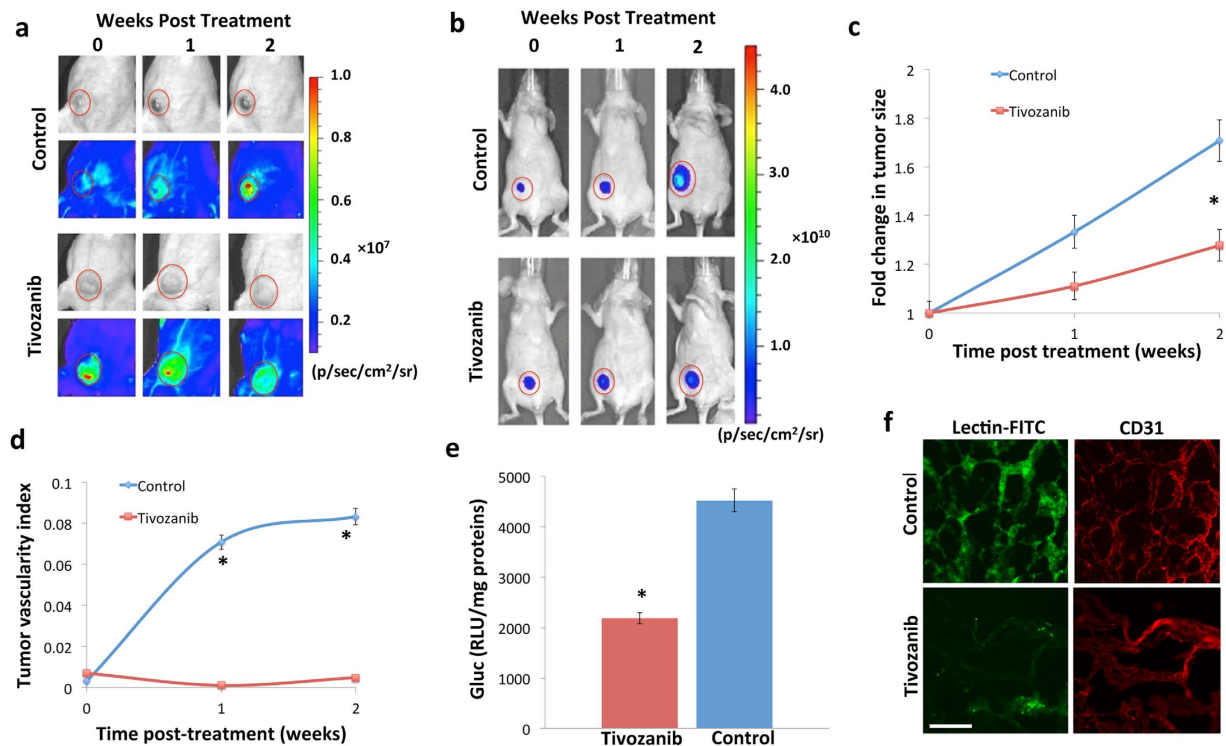 a
Weeks Post Treatment
0 1 2
Control
Tivozanib
1.0
0.8
0.6
0.4
×10⁷
0.2
(p/sec/cm²/sr)
b
Weeks Post Treatment
0 1 2
Control
Tivozanib
4.0
3.0
2.0
×10¹⁰
1.0
(p/sec/cm²/sr)
c
Fold change in tumor size
2
1.8
1.6
1.4
1.2
1
Control
Tivozanib
*
0 1 2
Time post treatment (weeks)
d
Tumor vascularity index
0.1
0.08
0.06
0.04
0.02
0
Control
Tivozanib
* *
0 1 2
Time post-treatment (weeks)
e
Gluc (RLU/mg proteins)
5000
4000
3000
2000
1000
0
*
Tivozanib Control
f
Lectin-FITC CD31
Control
Tivozanib